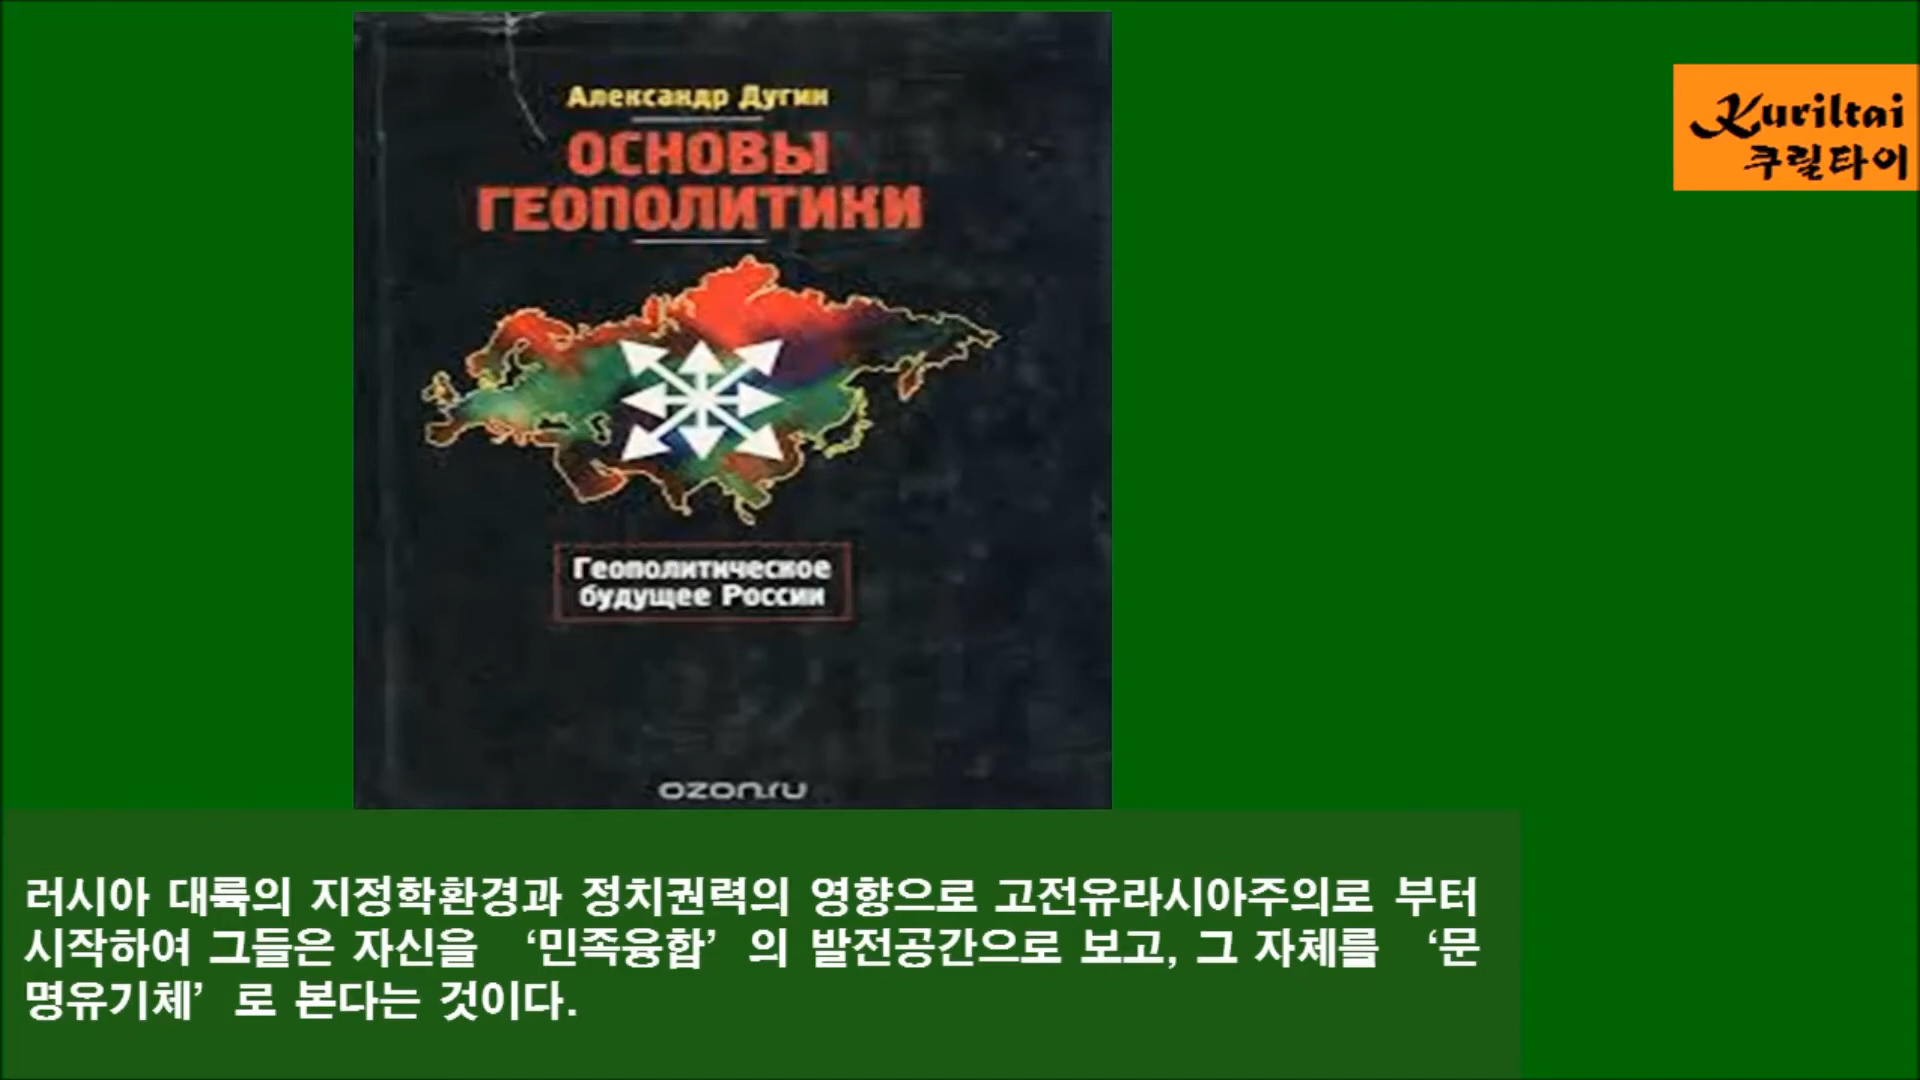 Александр Дугин
ОСНОВЫ
ГЕОПОЛИТИКИ
Геополитическое
будущее России
ozon.ru
Kuriltai
쿠릴타이
러시아 대륙의 지정학환경과 정치권력의 영향으로 고전유라시아주의로 부터
시작하여 그들은 자신을 ‘민족융합’ 의 발전공간으로 보고, 그 자체를 ‘문
명유기체’ 로 본다는 것이다.